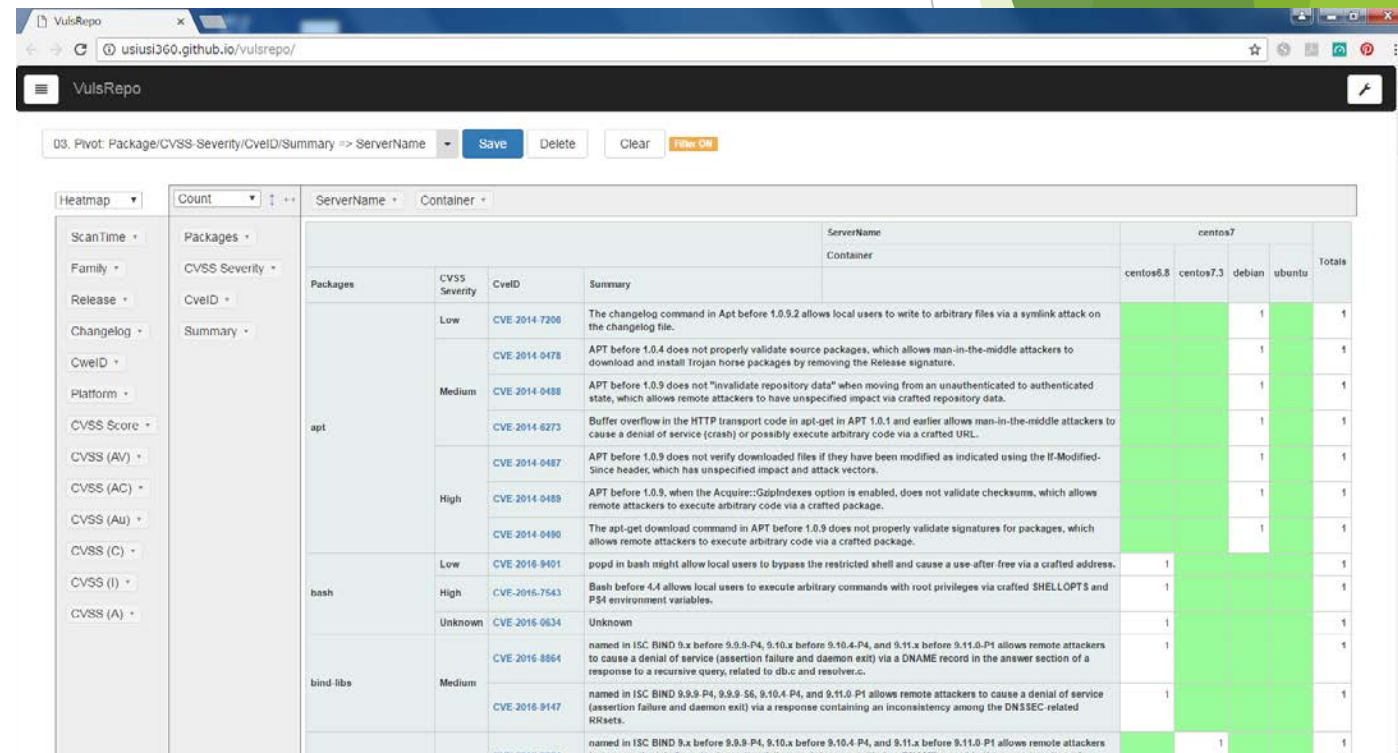 VulsRepo
usiusi360.github.io/vulsrepo/
VulsRepo
03. Pivot: Package/CVSS-Severity/CveID/Summary => ServerName
Save
Delete
Clear
Filter ON
Heatmap
Count
ServerName
Container
ScanTime
Family
Release
Changelog
CweID
Platform
CVSS Score
CVSS (AV)
CVSS (AC)
CVSS (Au)
CVSS (C)
CVSS (I)
CVSS (A)
Packages
CVSS Severity
CveID
Summary
ServerName
centos7
Totals
Container
centos6.8 centos7.3 debian ubuntu
Packages
CVSS
Severity
CveID
Summary
apt
Low
CVE-2014-7206
The changelog command in Apt before 1.0.9.2 allows local users to write to arbitrary files via a symlink attack on
the changelog file.
1 1
Medium
CVE-2014-0478
APT before 1.0.4 does not properly validate source packages, which allows man-in-the-middle attackers to
download and install Trojan horse packages by removing the Release signature.
1 1
CVE-2014-0488
APT before 1.0.9 does not "invalidate repository data" when moving from an unauthenticated to authenticated
state, which allows remote attackers to have unspecified impact via crafted repository data.
1 1
CVE-2014-6273
Buffer overflow in the HTTP transport code in apt-get in APT 1.0.1 and earlier allows man-in-the-middle attackers to
cause a denial of service (crash) or possibly execute arbitrary code via a crafted URL.
1 1
High
CVE-2014-0487
APT before 1.0.9 does not verify downloaded files if they have been modified as indicated using the If-Modified-
Since header, which has unspecified impact and attack vectors.
1 1
CVE-2014-0489
APT before 1.0.9, when the Acquire::GzipIndexes option is enabled, does not validate checksums, which allows
remote attackers to execute arbitrary code via a crafted package.
1 1
CVE-2014-0490
The apt-get download command in APT before 1.0.9 does not properly validate signatures for packages, which
allows remote attackers to execute arbitrary code via a crafted package.
1 1
bash
Low
CVE-2016-9401
popd in bash might allow local users to bypass the restricted shell and cause a use-after-free via a crafted address.
1 1
High
CVE-2016-7543
Bash before 4.4 allows local users to execute arbitrary commands with root privileges via crafted SHELLOPTS and
PS4 environment variables.
1 1
Unknown
CVE-2016-0634
Unknown
1 1
bind-libs
Medium
CVE-2016-8864
named in ISC BIND 9.x before 9.9.9-P4, 9.10.x before 9.10.4-P4, and 9.11.x before 9.11.0-P1 allows remote attackers
to cause a denial of service (assertion failure and daemon exit) via a DNAME record in the answer section of a
response to a recursive query, related to db.c and resolver.c.
1 1
CVE-2016-9147
named in ISC BIND 9.9.9-P4, 9.9.9-S6, 9.10.4-P4, and 9.11.0-P1 allows remote attackers to cause a denial of service
(assertion failure and daemon exit) via a response containing an inconsistency among the DNSSEC-related
RRsets.
1 1
named in ISC BIND 9.x before 9.9.9-P4, 9.10.x before 9.10.4-P4, and 9.11.x before 9.11.0-P1 allows remote attackers
1 1